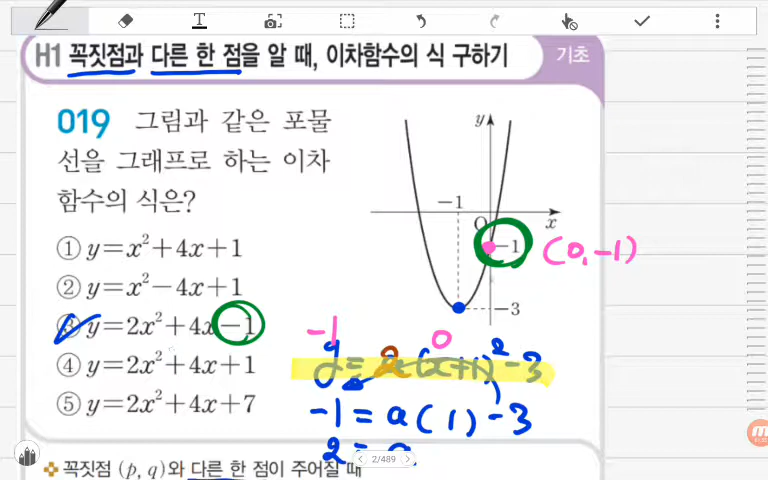 H1 꼭짓점과 다른 한 점을 알 때, 이차함수의 식 구하기
기초
019 그림과 같은 포물
선을 그래프로 하는 이차
함수의 식은?
① y=x²+4x+1
② y=x²-4x+1
③ y=2x²+4x-1
④ y=2x²+4x+1
⑤ y=2x²+4x+7
y
-1
O
x
-1
(0,-1)
-3
-1
0
y=a(x+1)²-3
-1=a(1)-3
2=a
2/489
꼭짓점 (p, q)와 다른 한 점이 주어질 때